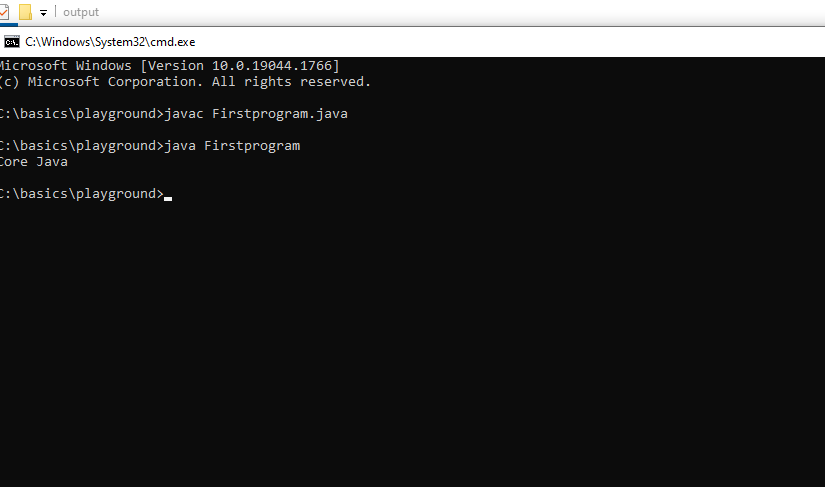 output
C:\Windows\System32\cmd.exe
Microsoft Windows [Version 10.0.19044.1766]
(c) Microsoft Corporation. All rights reserved.
C:\basics\playground>javac Firstprogram.java
C:\basics\playground>java Firstprogram
Core Java
C:\basics\playground>